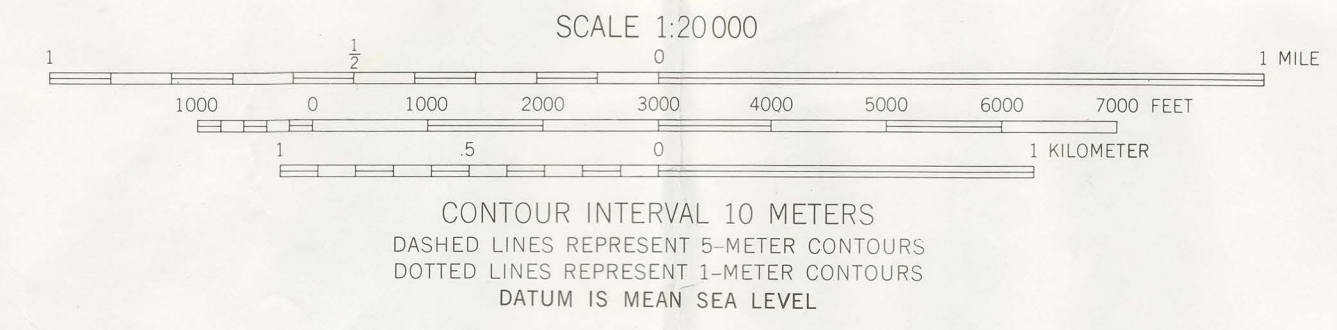 SCALE 1:20 000
1 1/2 0 1 MILE
1000 0 1000 2000 3000 4000 5000 6000 7000 FEET
1 .5 0 1 KILOMETER
CONTOUR INTERVAL 10 METERS
DASHED LINES REPRESENT 5-METER CONTOURS
DOTTED LINES REPRESENT 1-METER CONTOURS
DATUM IS MEAN SEA LEVEL